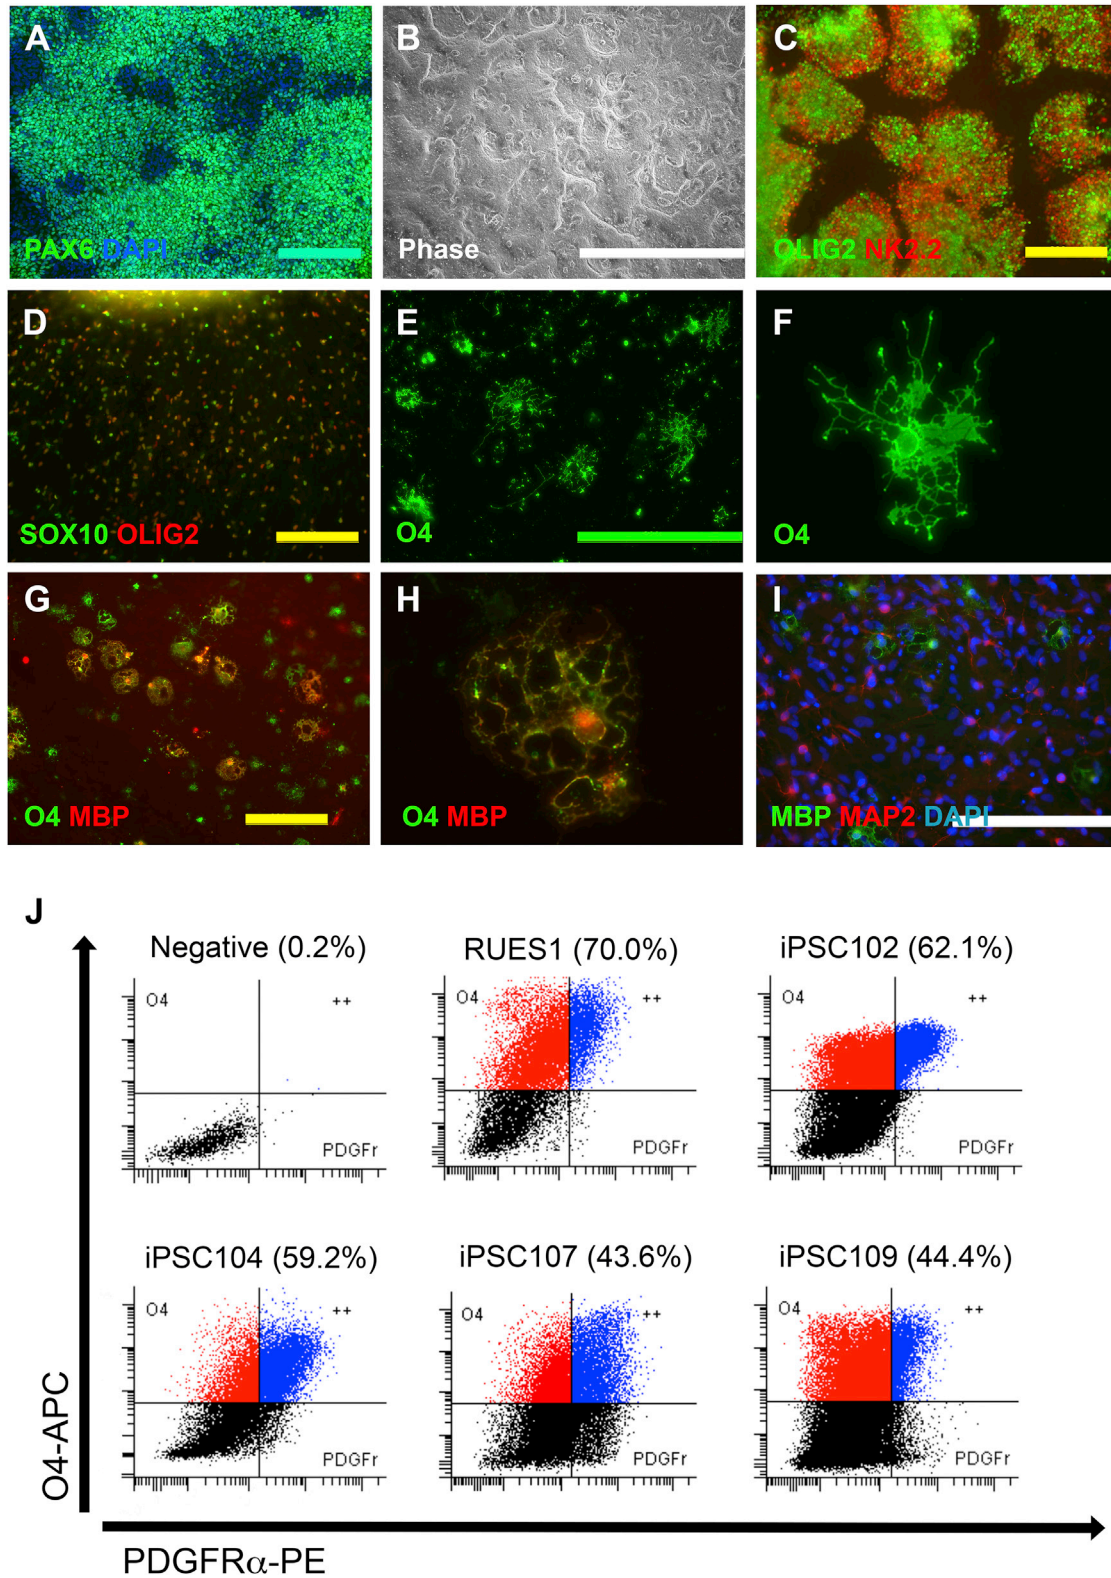 A
PAX6 DAPI
B
Phase
C
OLIG2 NK2.2
D
SOX10 OLIG2
E
O4
F
O4
G
O4 MBP
H
O4 MBP
I
MBP MAP2 DAPI
J
Negative (0.2%)
O4
++
PDGFr
RUES1 (70.0%)
O4
++
PDGFr
iPSC102 (62.1%)
O4
++
PDGFr
iPSC104 (59.2%)
O4
++
PDGFr
iPSC107 (43.6%)
O4
++
PDGFr
iPSC109 (44.4%)
O4
++
PDGFr
O4-APC
PDGFRα-PE